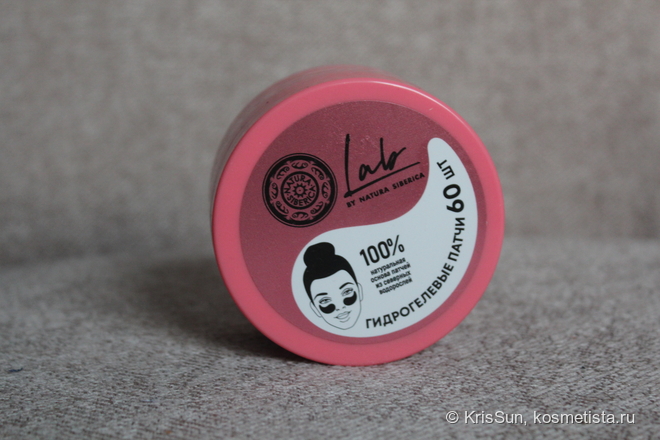 NATURA
SIBERICA
Lab
BY NATURA SIBERICA
100%
натуральная
основа патчей
из северных
водорослей
ГИДРОГЕЛЕВЫЕ ПАТЧИ 60 ШТ
© KrisSun, kosmetista.ru